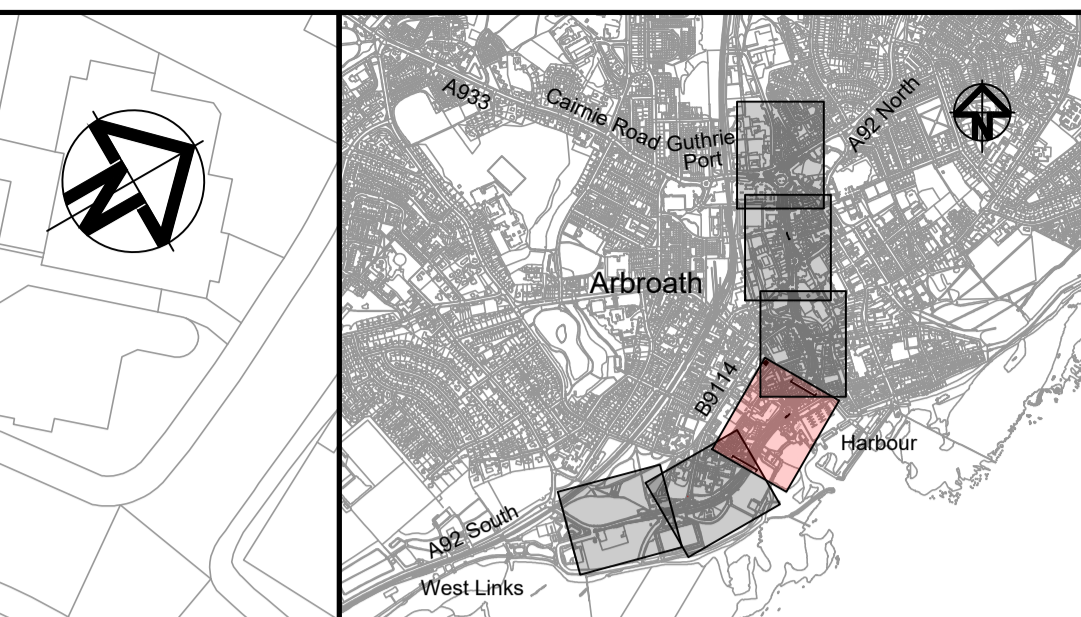 N
N
A933
Cairnie Road
Guthrie
Port
A92 North
Arbroath
B9114
Harbour
A92 South
West Links